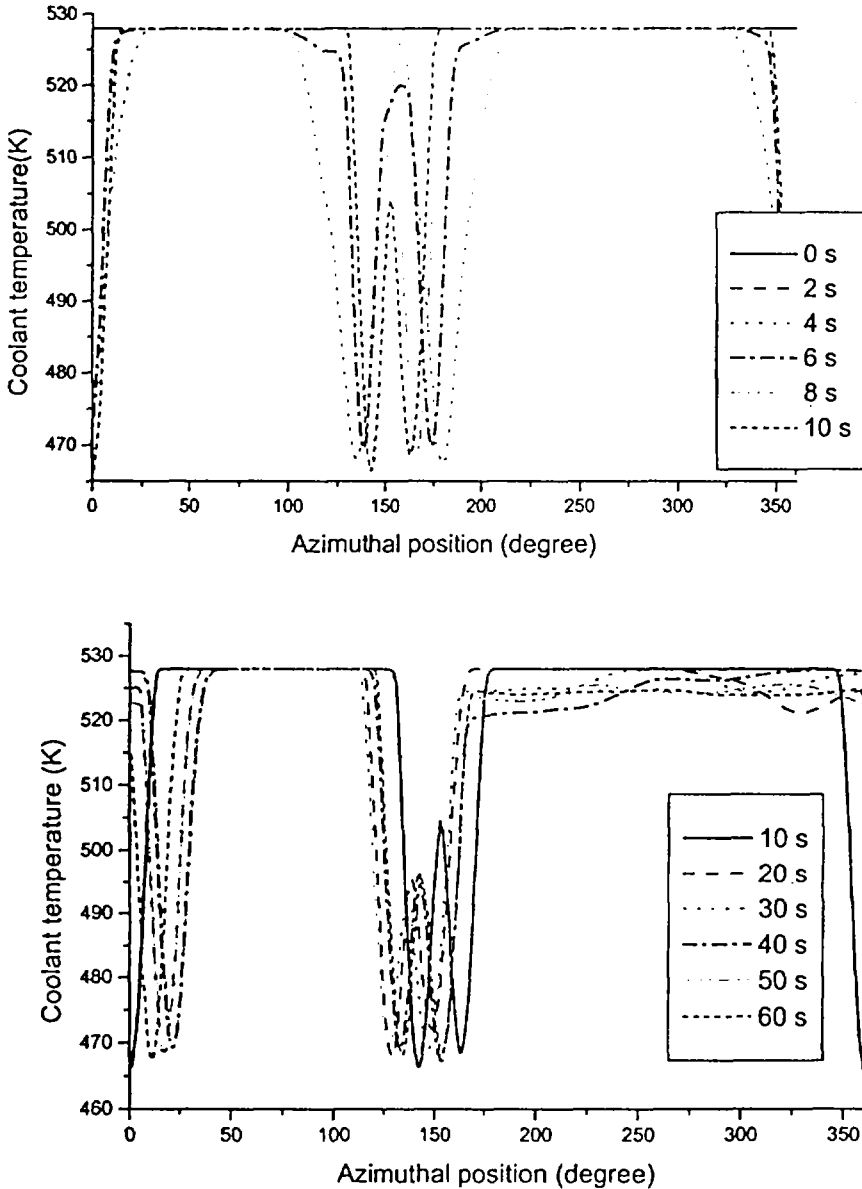 530
520
510
500
490
480
470
Coolant temperature(K)
0
50
100
150
200
250
300
350
Azimuthal position (degree)
0 s
2 s
4 s
6 s
8 s
10 s
530
520
510
500
490
480
470
460
Coolant temperature (K)
0
50
100
150
200
250
300
350
Azimuthal position (degree)
10 s
20 s
30 s
40 s
50 s
60 s